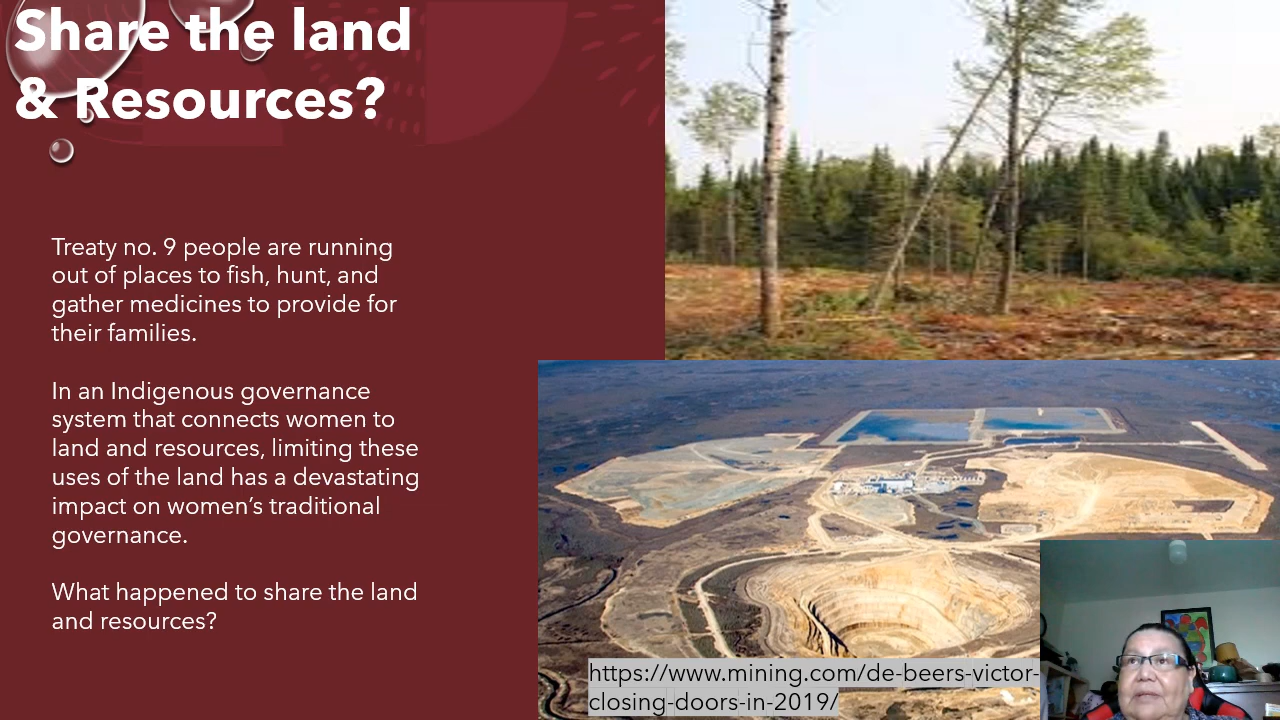 Share the land
& Resources?
Treaty no. 9 people are running
out of places to fish, hunt, and
gather medicines to provide for
their families.
In an Indigenous governance
system that connects women to
land and resources, limiting these
uses of the land has a devastating
impact on women’s traditional
governance.
What happened to share the land
and resources?
https://www.mining.com/de-beers-victor-
closing-doors-in-2019/